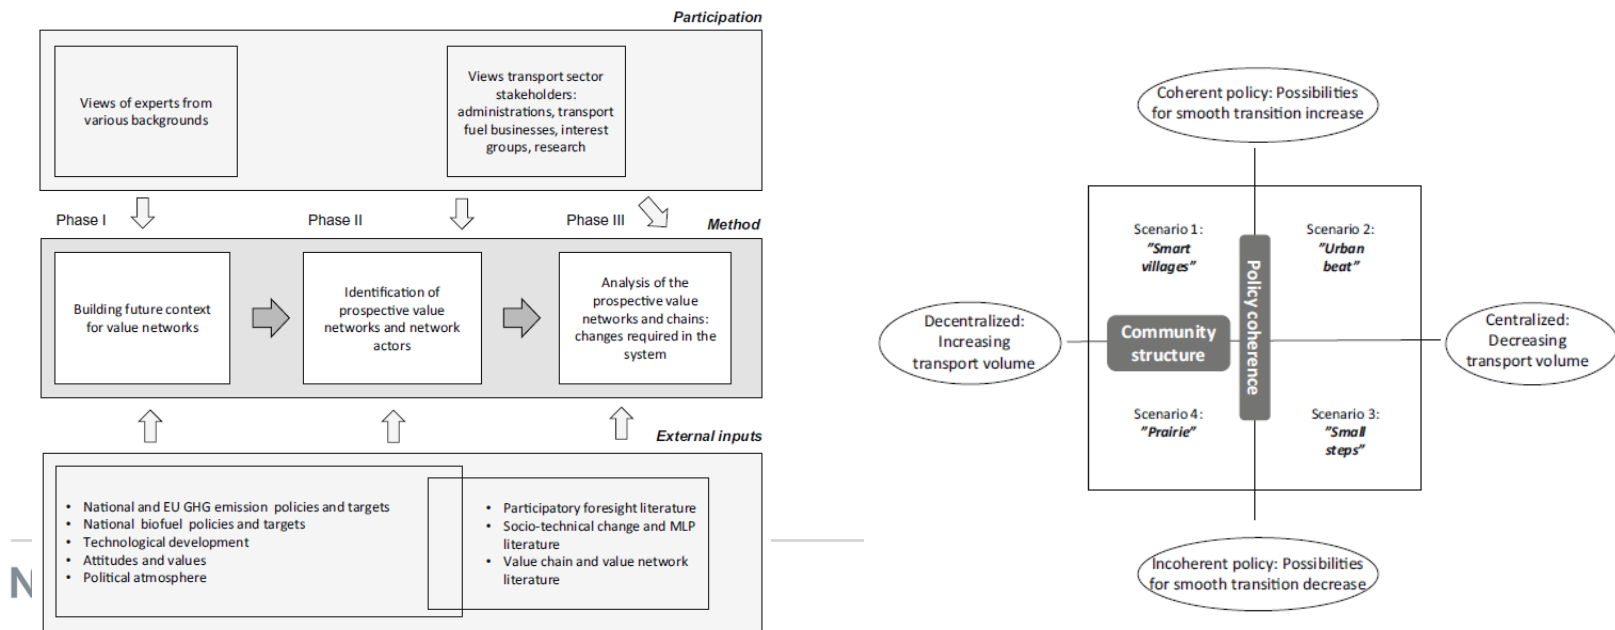 Participation
Views of experts from
various backgrounds
Views transport sector
stakeholders:
administrations, transport
fuel businesses, interest
groups, research
Phase I
Phase II
Phase III
Method
Building future context
for value networks
Identification of
prospective value
networks and network
actors
Analysis of the
prospective value
networks and chains:
changes required in the
system
External inputs
• National and EU GHG emission policies and targets
• National biofuel policies and targets
• Technological development
• Attitudes and values
• Political atmosphere
• Participatory foresight literature
• Socio-technical change and MLP
literature
• Value chain and value network
literature
N
Coherent policy: Possibilities
for smooth transition increase
Scenario 1:
"Smart
villages"
Scenario 2:
"Urban
beat"
Policy coherence
Decentralized:
Increasing
transport volume
Community
structure
Centralized:
Decreasing
transport volume
Scenario 4:
"Prairie"
Scenario 3:
"Small
steps"
Incoherent policy: Possibilities
for smooth transition decrease